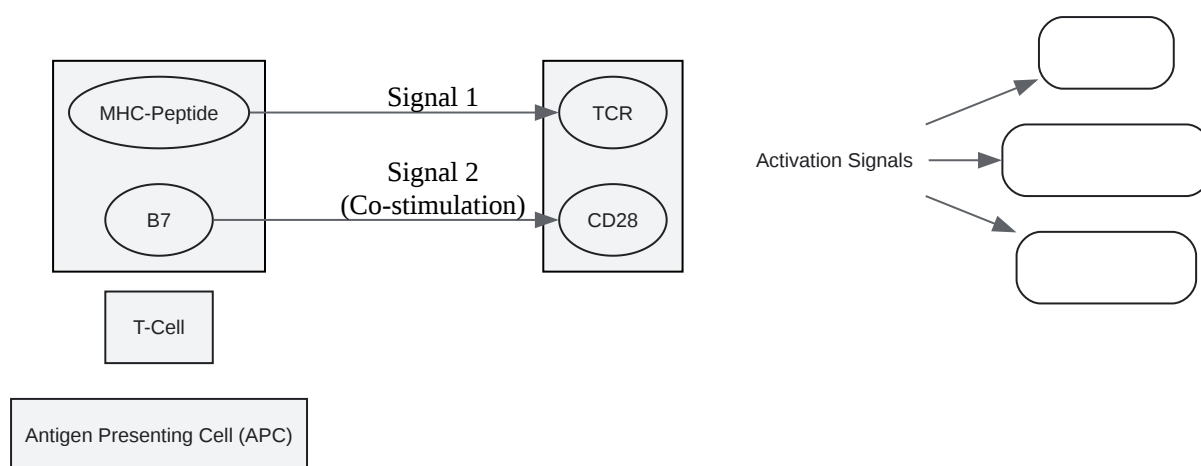 MHC-Peptide
Signal 1
TCR
Signal 2
(Co-stimulation)
B7
CD28
Activation Signals
T-Cell
Antigen Presenting Cell (APC)